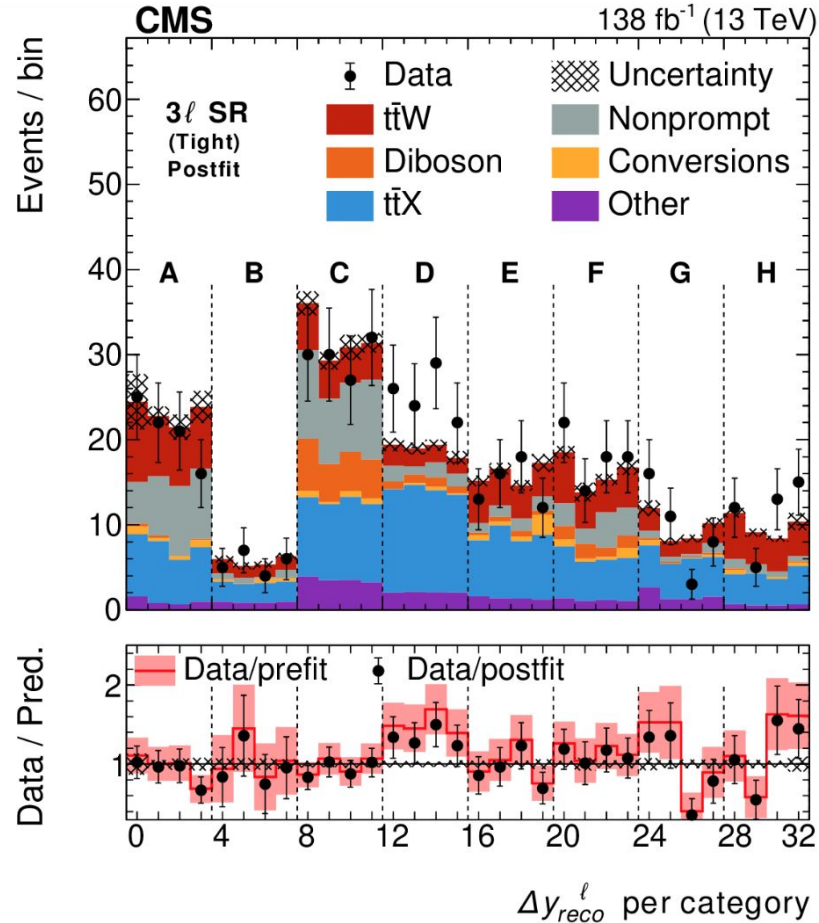 CMS 138 fb⁻¹ (13 TeV)
Events / bin
60
50
40
30
20
10
0
3ℓ SR
(Tight)
Postfit
Data
Uncertainty
tt̄W
Nonprompt
Diboson
Conversions
tt̄X
Other
A B C D E F G H
Data / Pred.
2
1
Data/prefit Data/postfit
0 4 8 12 16 20 24 28 32
Δy_reco^ℓ per category